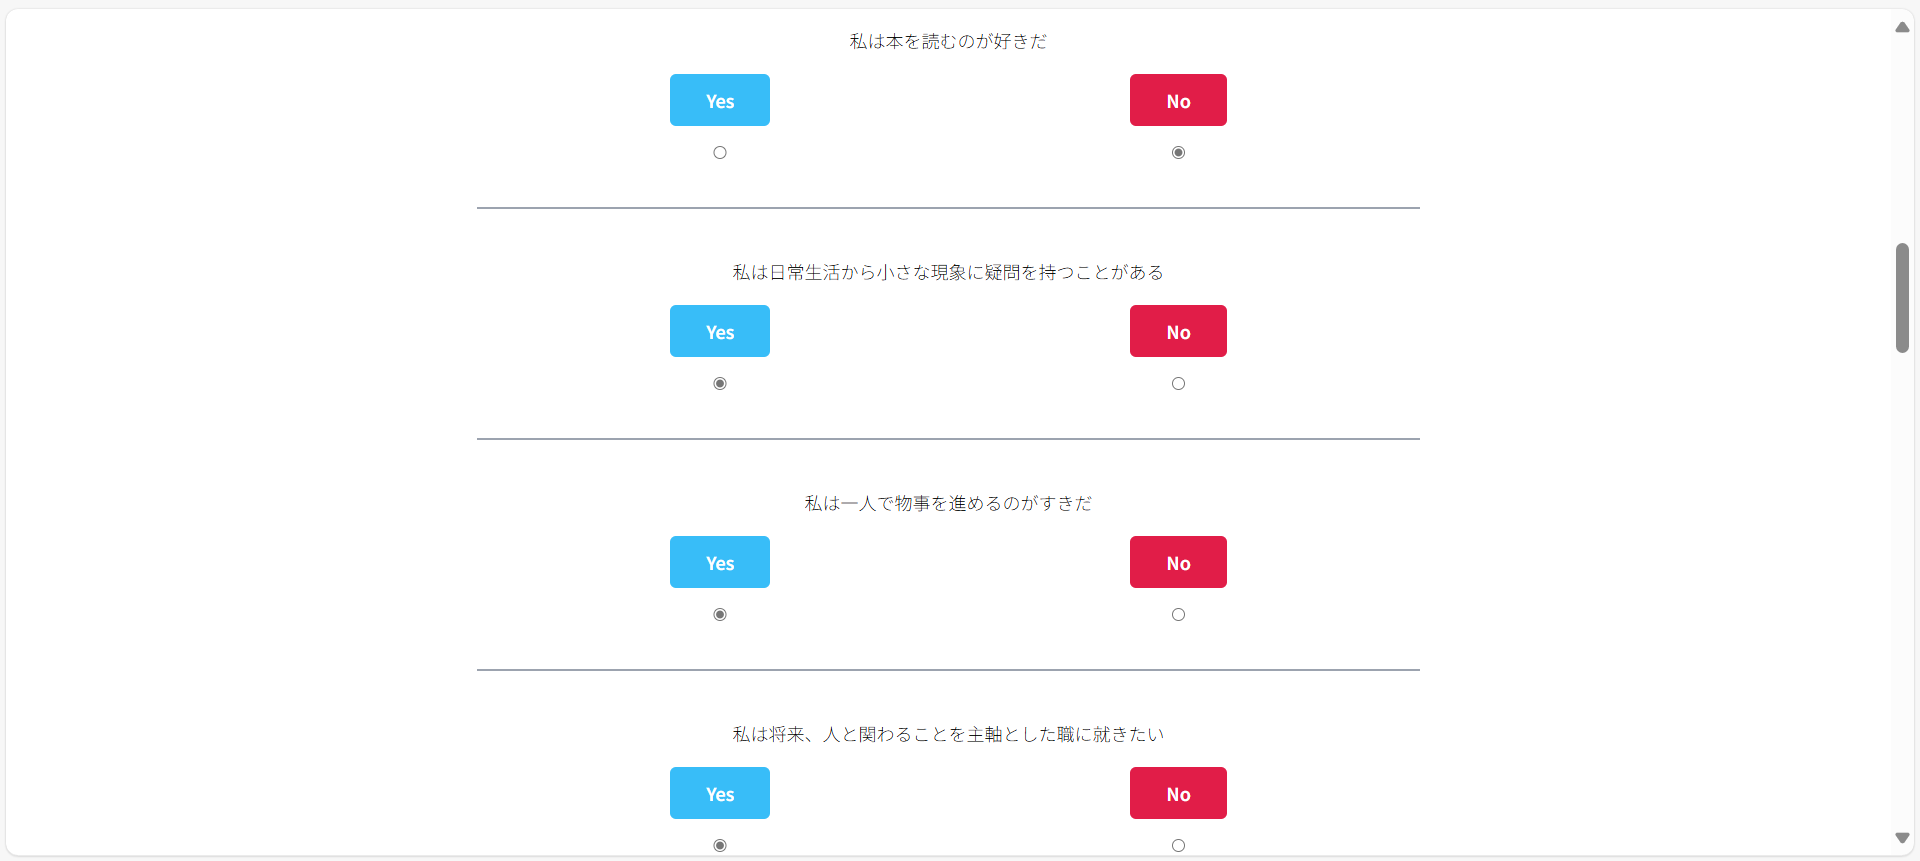 私は本を読むのが好きだ
Yes No
私は日常生活から小さな現象に疑問を持つことがある
Yes No
私は一人で物事を進めるのがすきだ
Yes No
私は将来、人と関わることを主軸とした職に就きたい
Yes No